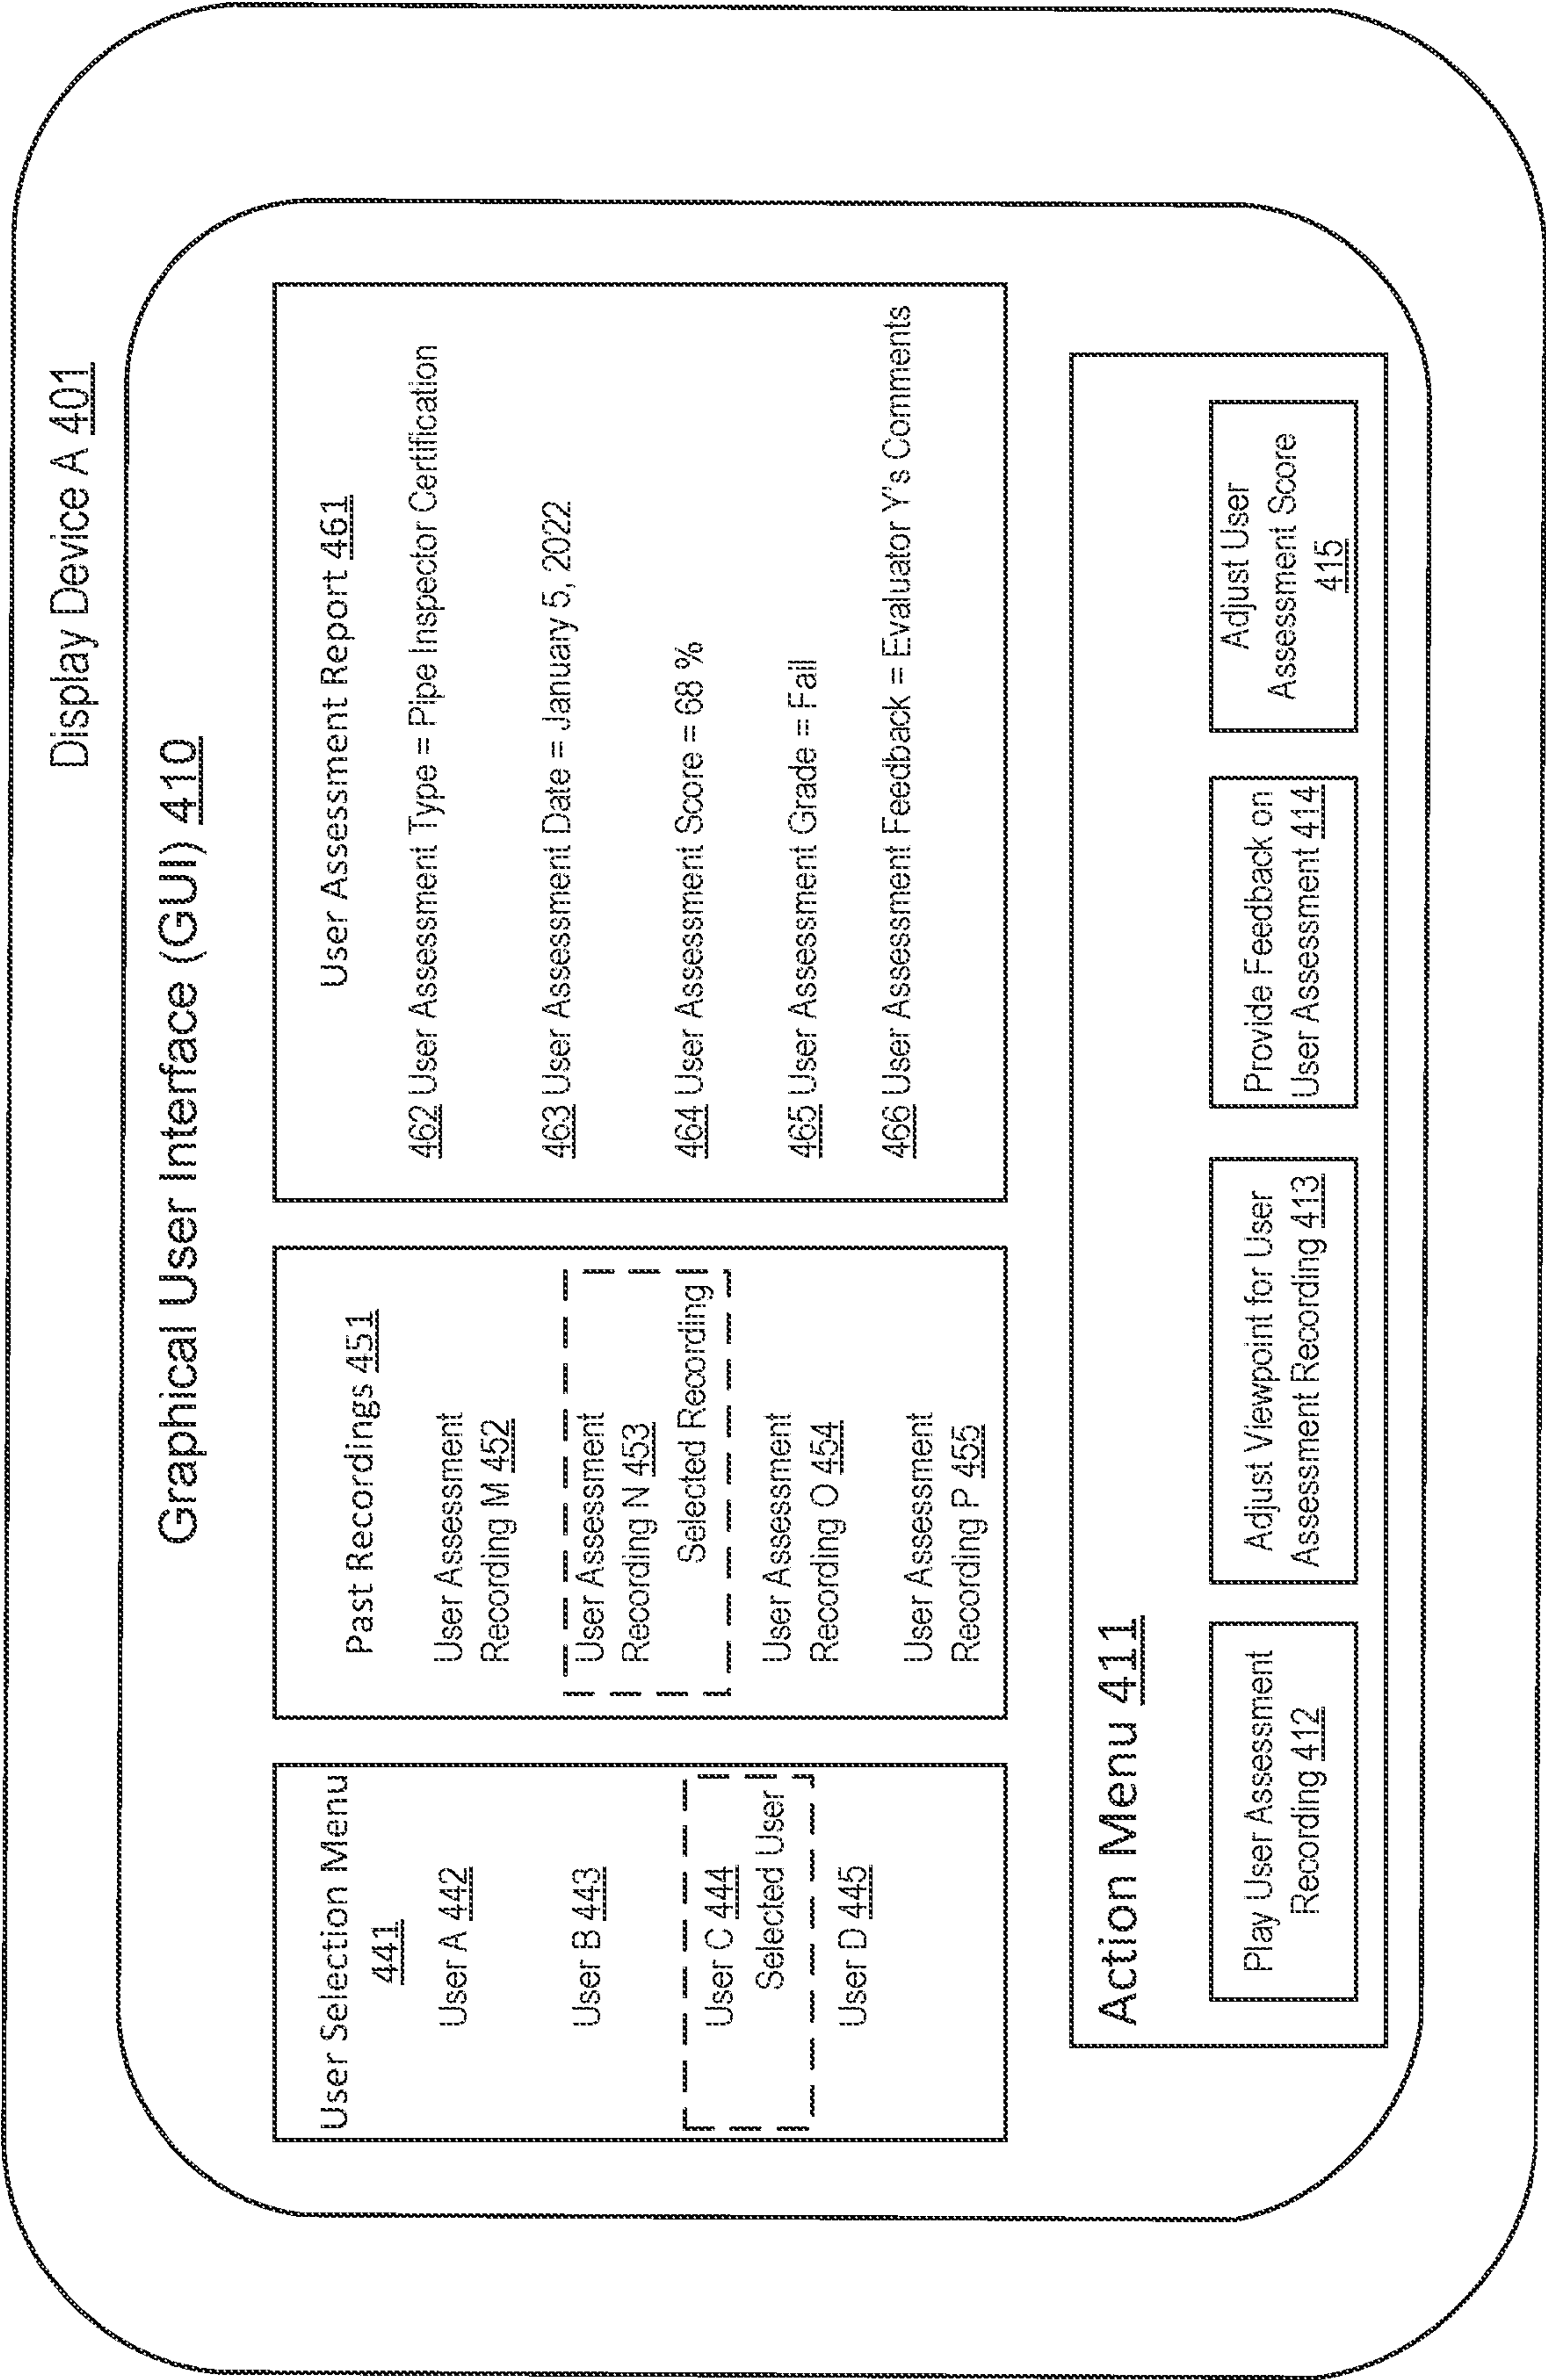 Display Device A 401
Graphical User Interface (GUI) 410
User Selection Menu
441
User A 442
User B 443
User C 444
Selected User
User D 445
Past Recordings 451
User Assessment
Recording M 452
User Assessment
Recording N 453
Selected Recording
User Assessment
Recording O 454
User Assessment
Recording P 455
User Assessment Report 461
462 User Assessment Type = Pipe Inspector Certification
463 User Assessment Date = January 5, 2022
464 User Assessment Score = 68 %
465 User Assessment Grade = Fail
466 User Assessment Feedback = Evaluator Y's Comments
Action Menu 411
Play User Assessment
Recording 412
Adjust Viewpoint for User
Assessment Recording 413
Provide Feedback on
User Assessment 414
Adjust User
Assessment Score
415